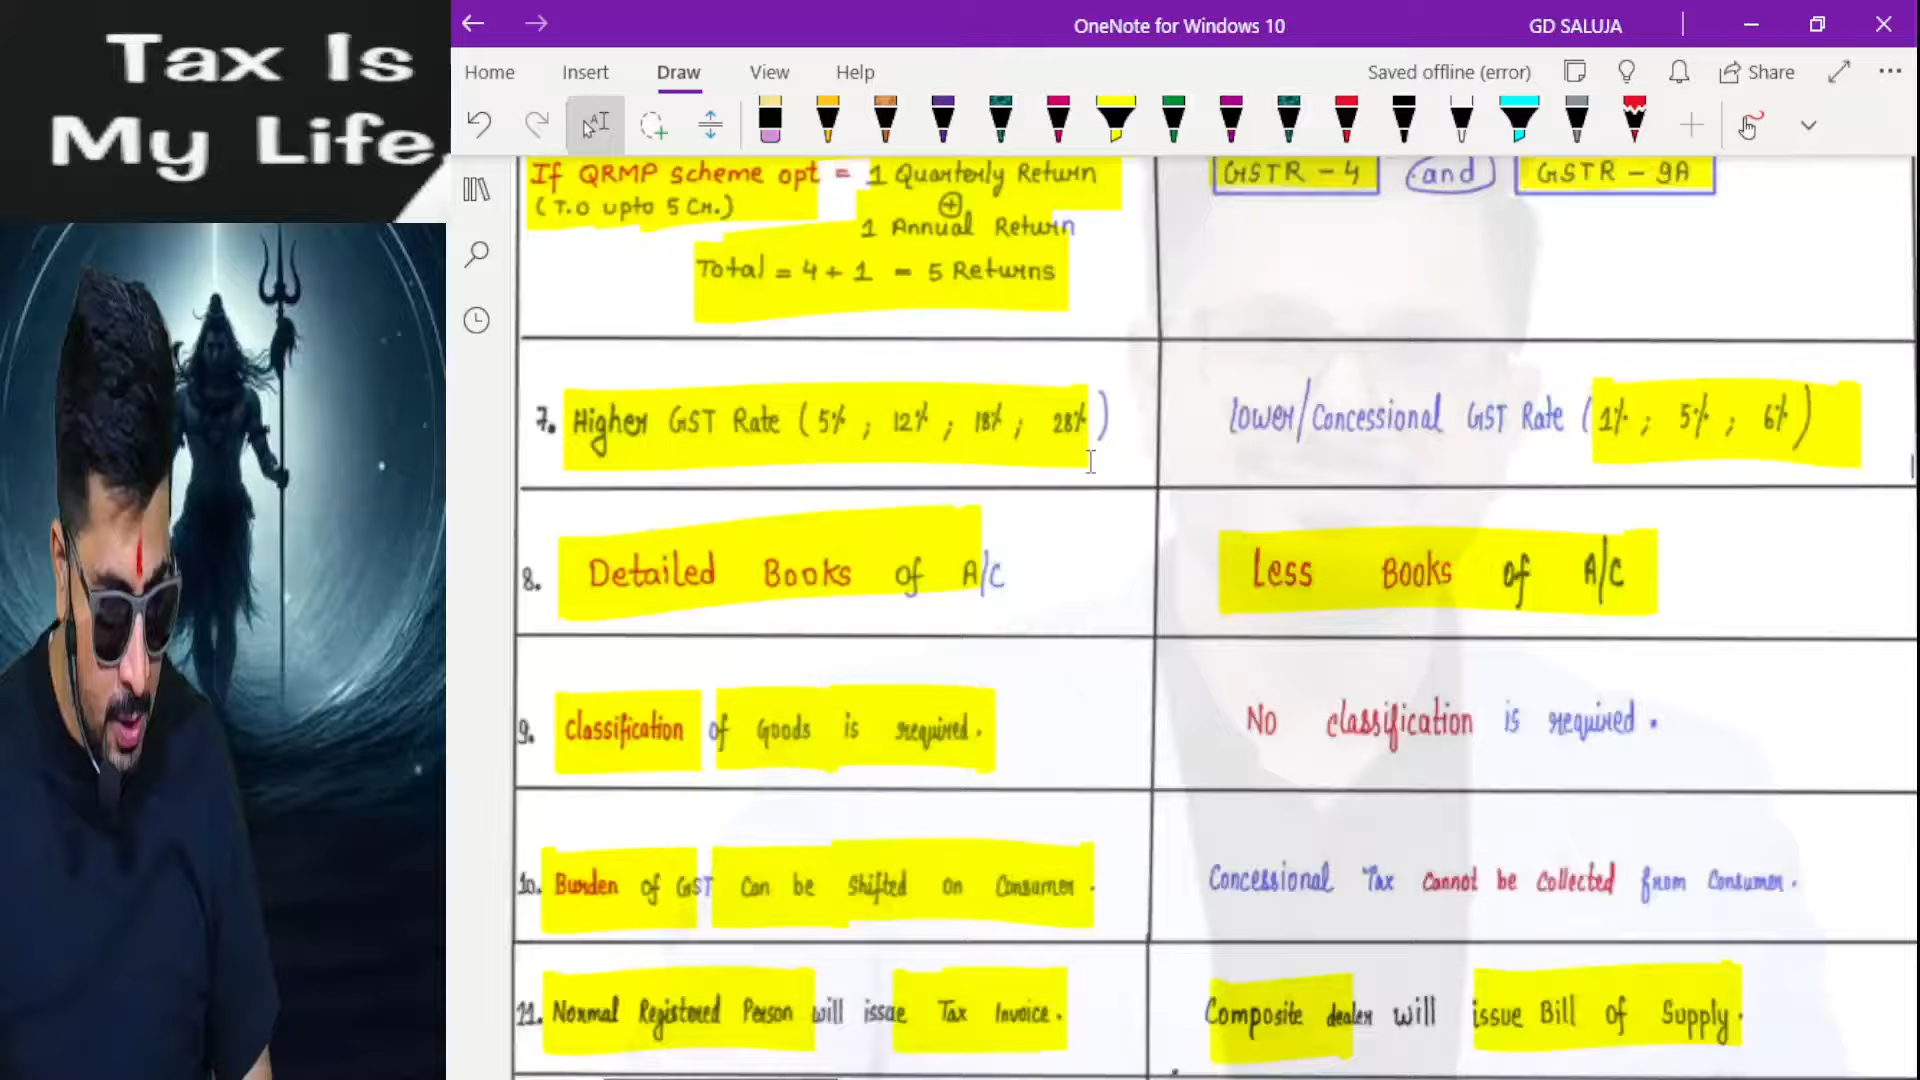 Tax Is
My Life.
OneNote for Windows 10
GD SALUJA
Home Insert Draw View Help
Saved offline (error)
Share
If QRMP scheme opt = 1 Quarterly Return
(T.O upto 5 Cr.)
+
1 Annual Return
Total = 4 + 1 = 5 Returns
GSTR - 4 and GSTR - 9A
7. Higher GST Rate ( 5% ; 12% ; 18% ; 28% )
Lower/Concessional GST Rate ( 1% ; 5% ; 6% )
8. Detailed Books of A/C
Less Books of A/C
9. Classification of Goods is required.
No classification is required.
10. Burden of GST Can be Shifted on Consumer.
Concessional Tax Cannot be Collected from Consumer.
11. Normal Registered Person will issue Tax Invoice.
Composite dealer will issue Bill of Supply.